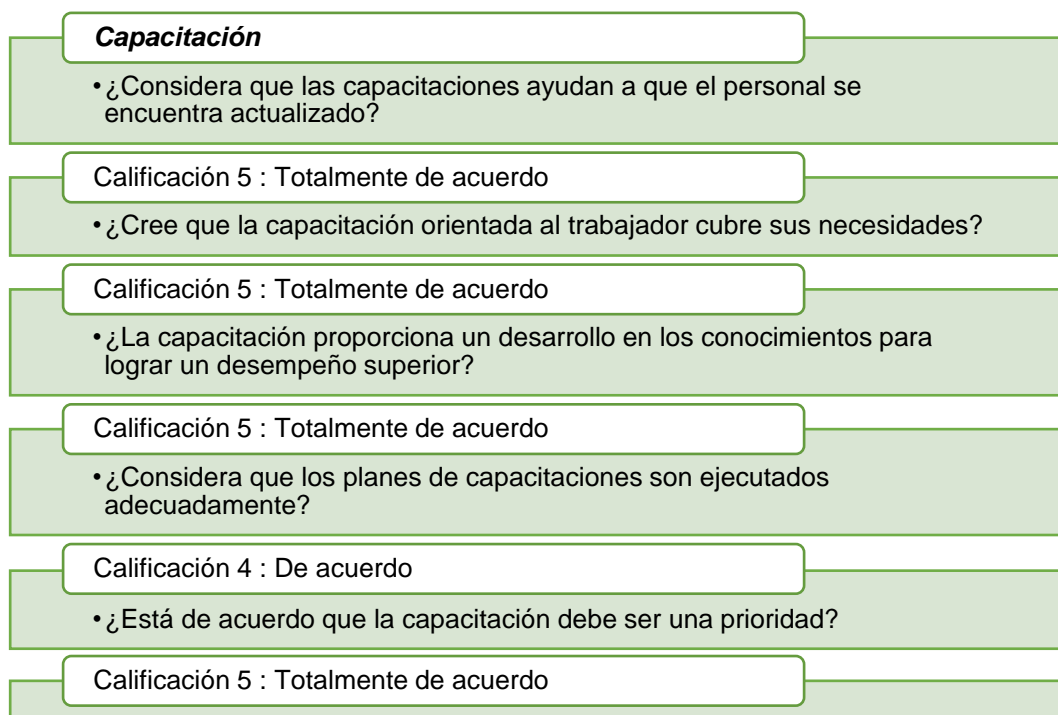 Capacitación
•¿Considera que las capacitaciones ayudan a que el personal se
encuentra actualizado?
Calificación 5 : Totalmente de acuerdo
•¿Cree que la capacitación orientada al trabajador cubre sus necesidades?
Calificación 5 : Totalmente de acuerdo
•¿La capacitación proporciona un desarrollo en los conocimientos para
lograr un desempeño superior?
Calificación 5 : Totalmente de acuerdo
•¿Considera que los planes de capacitaciones son ejecutados
adecuadamente?
Calificación 4 : De acuerdo
•¿Está de acuerdo que la capacitación debe ser una prioridad?
Calificación 5 : Totalmente de acuerdo